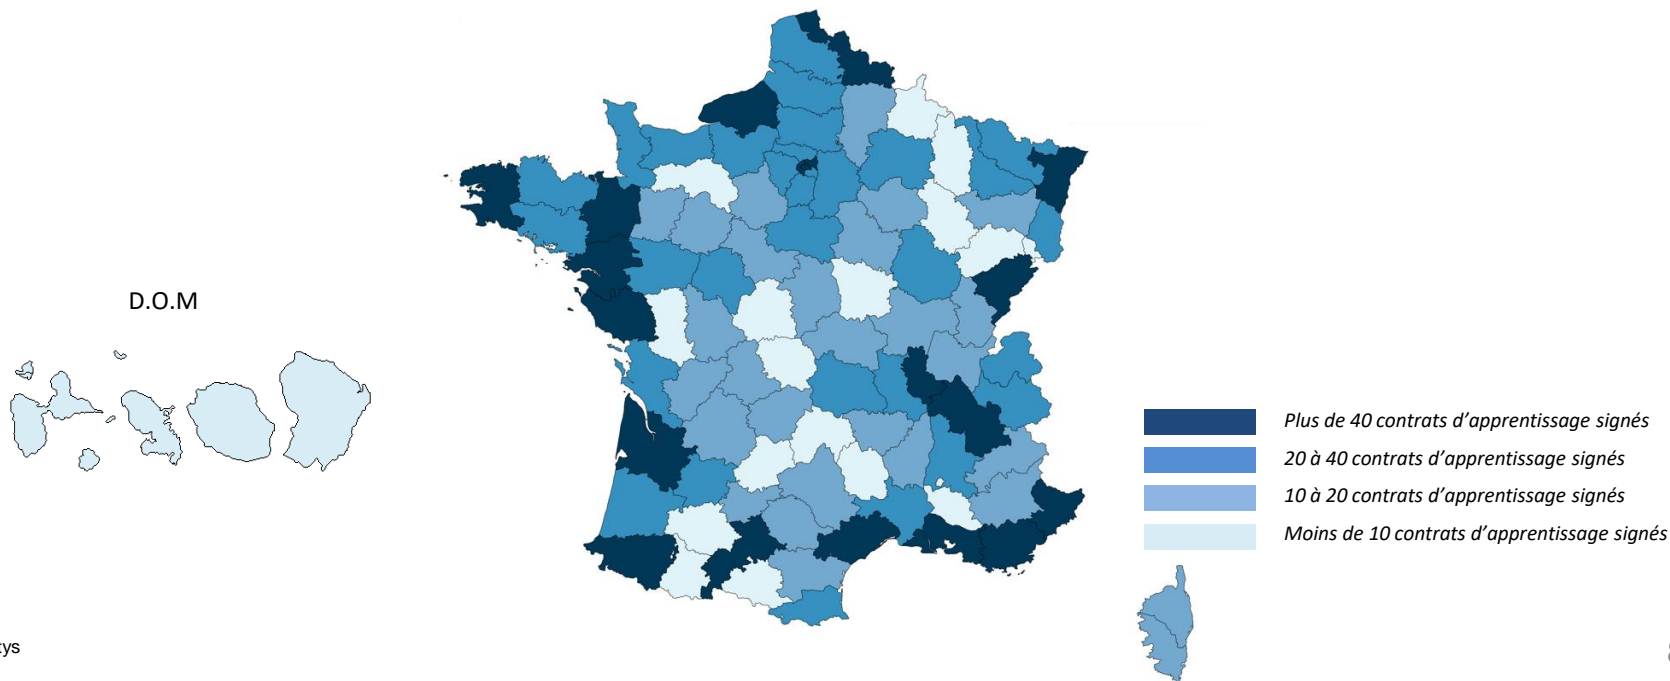 D.O.M
Plus de 40 contrats d’apprentissage signés
20 à 40 contrats d’apprentissage signés
10 à 20 contrats d’apprentissage signés
Moins de 10 contrats d’apprentissage signés